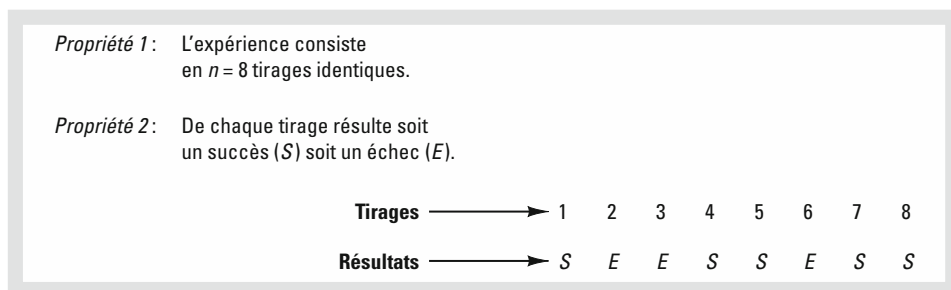 Propriété 1 : L'expérience consiste
en n = 8 tirages identiques.
Propriété 2 : De chaque tirage résulte soit
un succès (S) soit un échec (E).
Tirages 1 2 3 4 5 6 7 8
Résultats S E E S S E S S